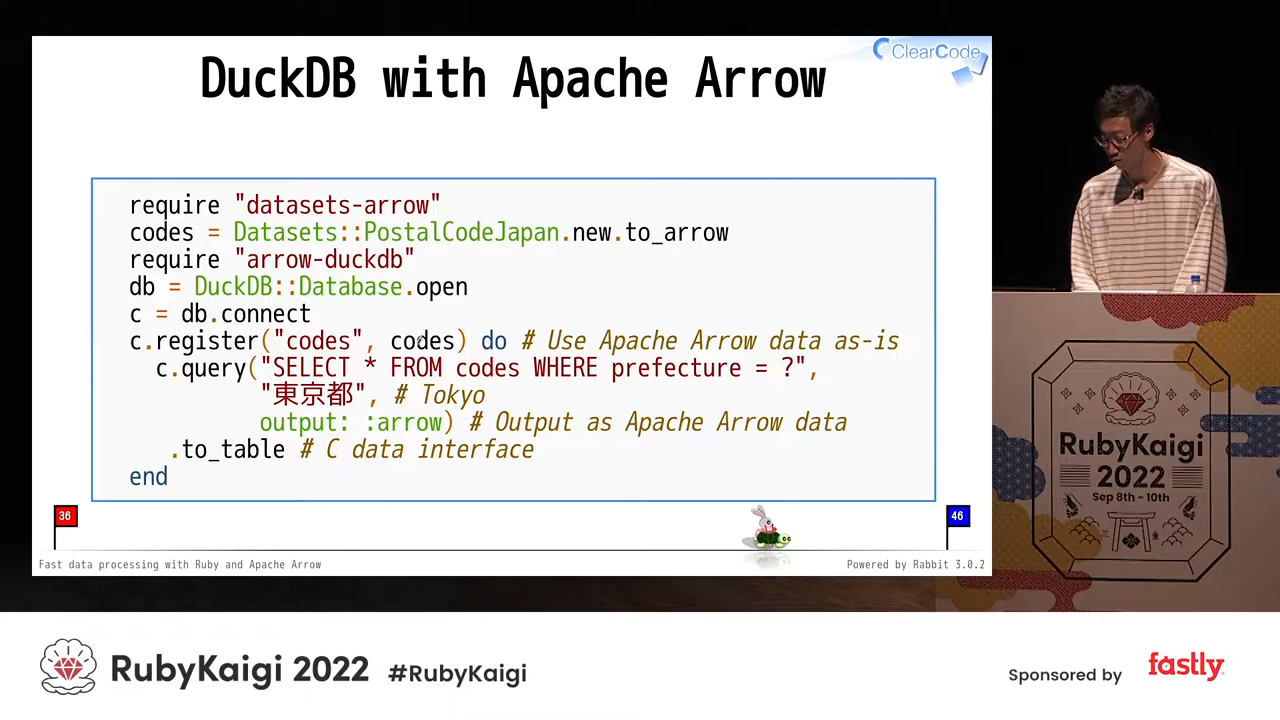 ClearCode
DuckDB with Apache Arrow
require "datasets-arrow"
codes = Datasets::PostalCodeJapan.new.to_arrow
require "arrow-duckdb"
db = DuckDB::Database.open
c = db.connect
c.register("codes", codes) do # Use Apache Arrow data as-is
  c.query("SELECT * FROM codes WHERE prefecture = ?",
          "東京都", # Tokyo
          output: :arrow) # Output as Apache Arrow data
   .to_table # C data interface
end
36
46
Fast data processing with Ruby and Apache Arrow
Powered by Rabbit 3.0.2
RubyKaigi
2022
Sep 8th - 10th
RubyKaigi 2022 #RubyKaigi
Sponsored by fastly